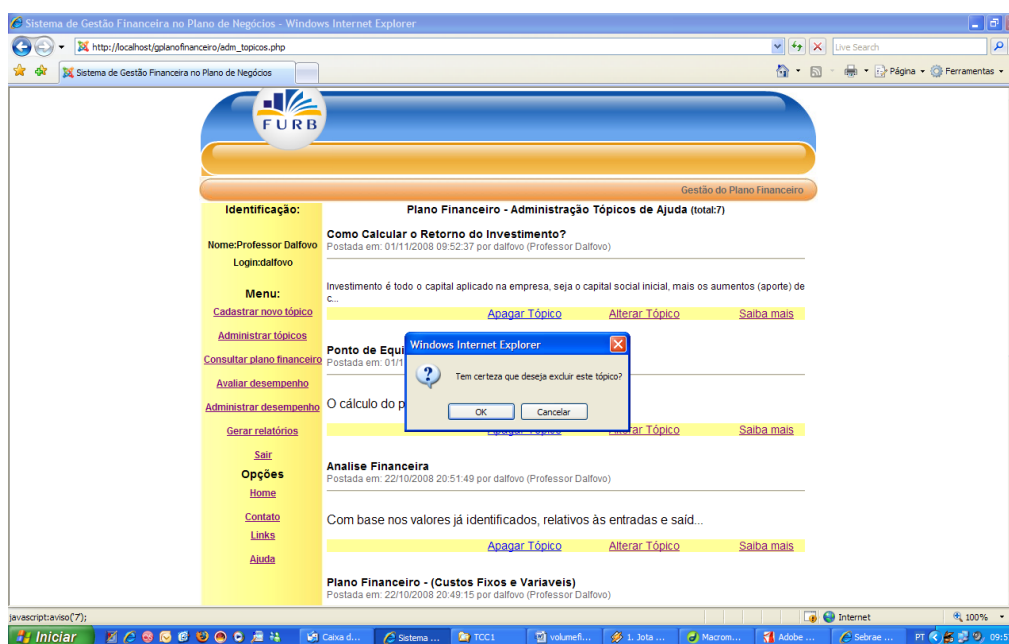 Sistema de Gestão Financeira no Plano de Negócios - Windows Internet Explorer
http://localhost/gplanofinanceiro/adm_topicos.php
Live Search
Sistema de Gestão Financeira no Plano de Negócios
Página
Ferramentas
FURB
Gestão do Plano Financeiro
Identificação:
Nome:Professor Dalfovo
Login:dalfovo
Menu:
Cadastrar novo tópico
Administrar tópicos
Consultar plano financeiro
Avaliar desempenho
Administrar desempenho
Gerar relatórios
Sair
Opções
Home
Contato
Links
Ajuda
Plano Financeiro - Administração Tópicos de Ajuda (total:7)
Como Calcular o Retorno do Investimento?
Postada em: 01/11/2008 09:52:37 por dalfovo (Professor Dalfovo)
Investimento é todo o capital aplicado na empresa, seja o capital social inicial, mais os aumentos (aporte) de
c...
Apagar Tópico Alterar Tópico Saiba mais
Ponto de Equi
Postada em: 01/1
O cálculo do p
Apagar Tópico Alterar Tópico Saiba mais
Windows Internet Explorer
Tem certeza que deseja excluir este tópico?
OK Cancelar
Analise Financeira
Postada em: 22/10/2008 20:51:49 por dalfovo (Professor Dalfovo)
Com base nos valores já identificados, relativos às entradas e saíd...
Apagar Tópico Alterar Tópico Saiba mais
Plano Financeiro - (Custos Fixos e Variaveis)
Postada em: 22/10/2008 20:49:15 por dalfovo (Professor Dalfovo)
javascript:aviso('7');
Internet
100%
Iniciar
Caixa d...
Sistema ...
TCC1
volumefi...
1. Jota ...
Macrom...
Adobe ...
Sebrae ...
PT
09:5